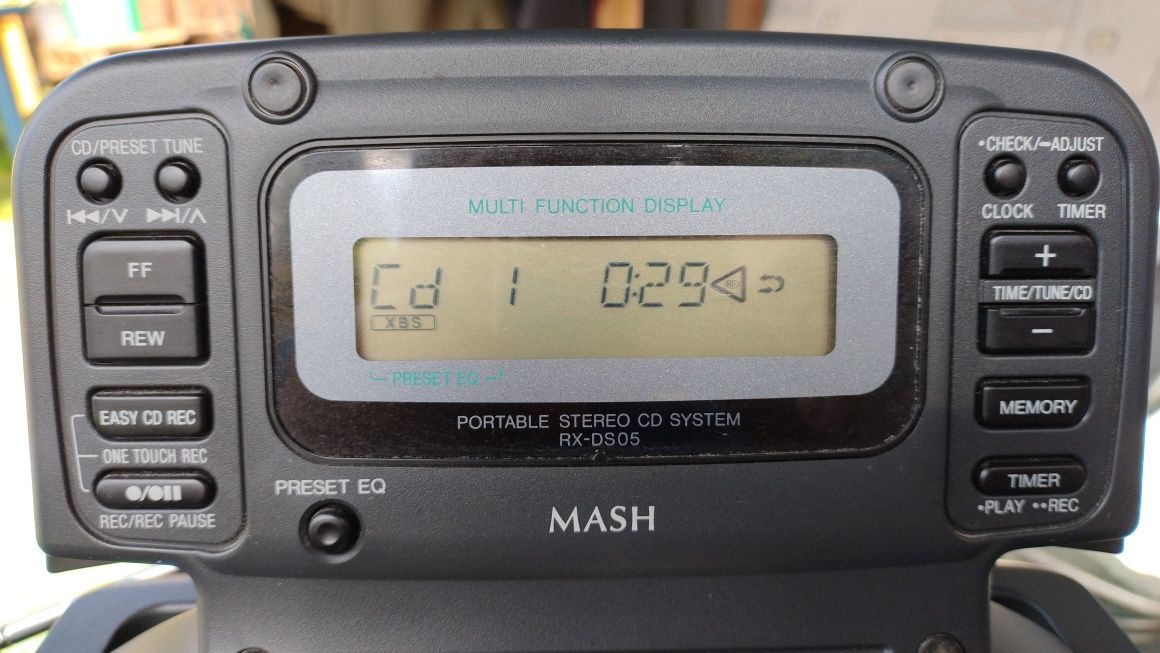 CD/PRESET TUNE
⏮/∨ ⏭/∧
FF
REW
EASY CD REC
ONE TOUCH REC
●/●❚❚
REC/REC PAUSE
MULTI FUNCTION DISPLAY
Cd 1 0:29
XBS
PRESET EQ
PORTABLE STEREO CD SYSTEM
RX-DS05
PRESET EQ
MASH
•CHECK/━ADJUST
CLOCK TIMER
+
TIME/TUNE/CD
−
MEMORY
TIMER
•PLAY ••REC